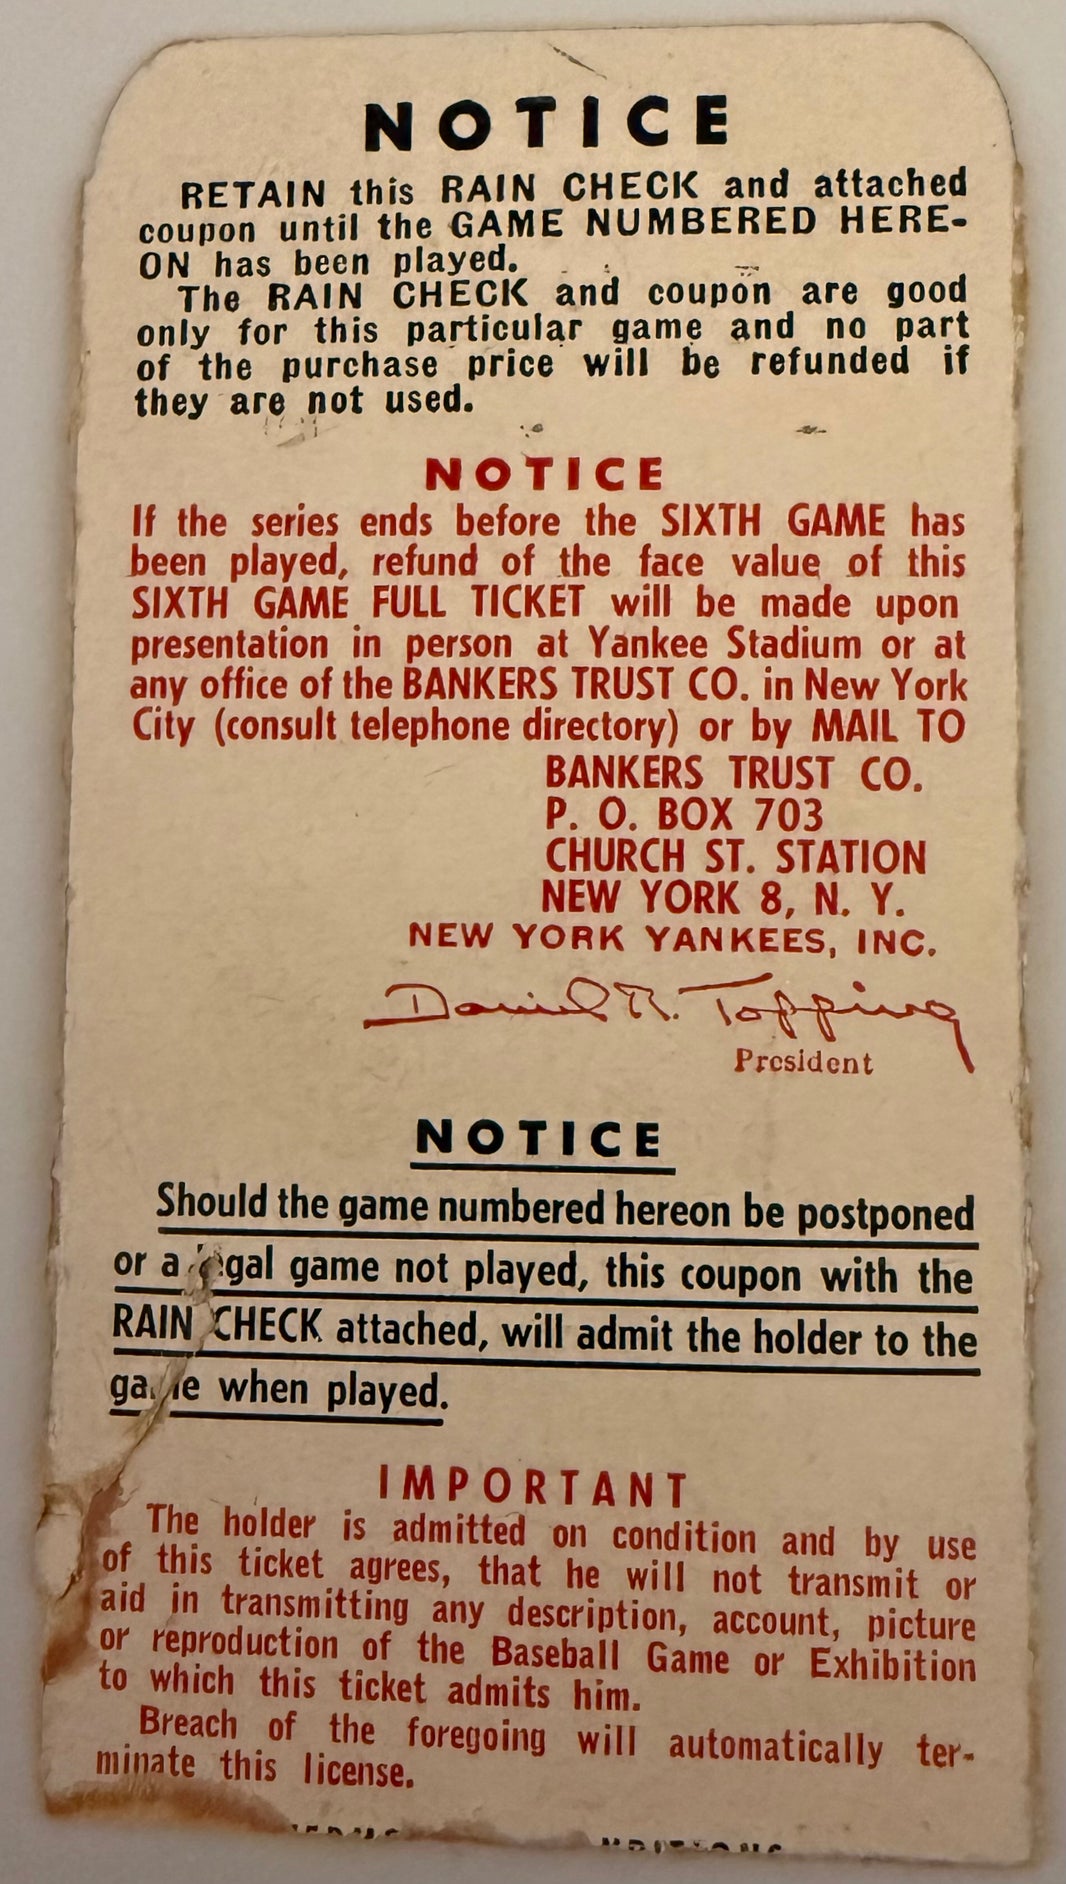 NOTICE
RETAIN this RAIN CHECK and attached
coupon until the GAME NUMBERED HERE-
ON has been played.
The RAIN CHECK and coupon are good
only for this particular game and no part
of the purchase price will be refunded if
they are not used.
NOTICE
If the series ends before the SIXTH GAME has
been played, refund of the face value of this
SIXTH GAME FULL TICKET will be made upon
presentation in person at Yankee Stadium or at
any office of the BANKERS TRUST CO. in New York
City (consult telephone directory) or by MAIL TO
BANKERS TRUST CO.
P. O. BOX 703
CHURCH ST. STATION
NEW YORK 8, N. Y.
NEW YORK YANKEES, INC.
Daniel R. Topping
President
NOTICE
Should the game numbered hereon be postponed
or a legal game not played, this coupon with the
RAIN CHECK attached, will admit the holder to the
game when played.
IMPORTANT
The holder is admitted on condition and by use
of this ticket agrees, that he will not transmit or
aid in transmitting any description, account, picture
or reproduction of the Baseball Game or Exhibition
to which this ticket admits him.
Breach of the foregoing will automatically ter-
minate this license.